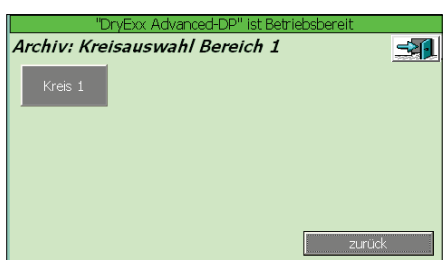 "DryExx Advanced-DP" ist Betriebsbereit
Archiv: Kreisauswahl Bereich 1
Kreis 1
zurück